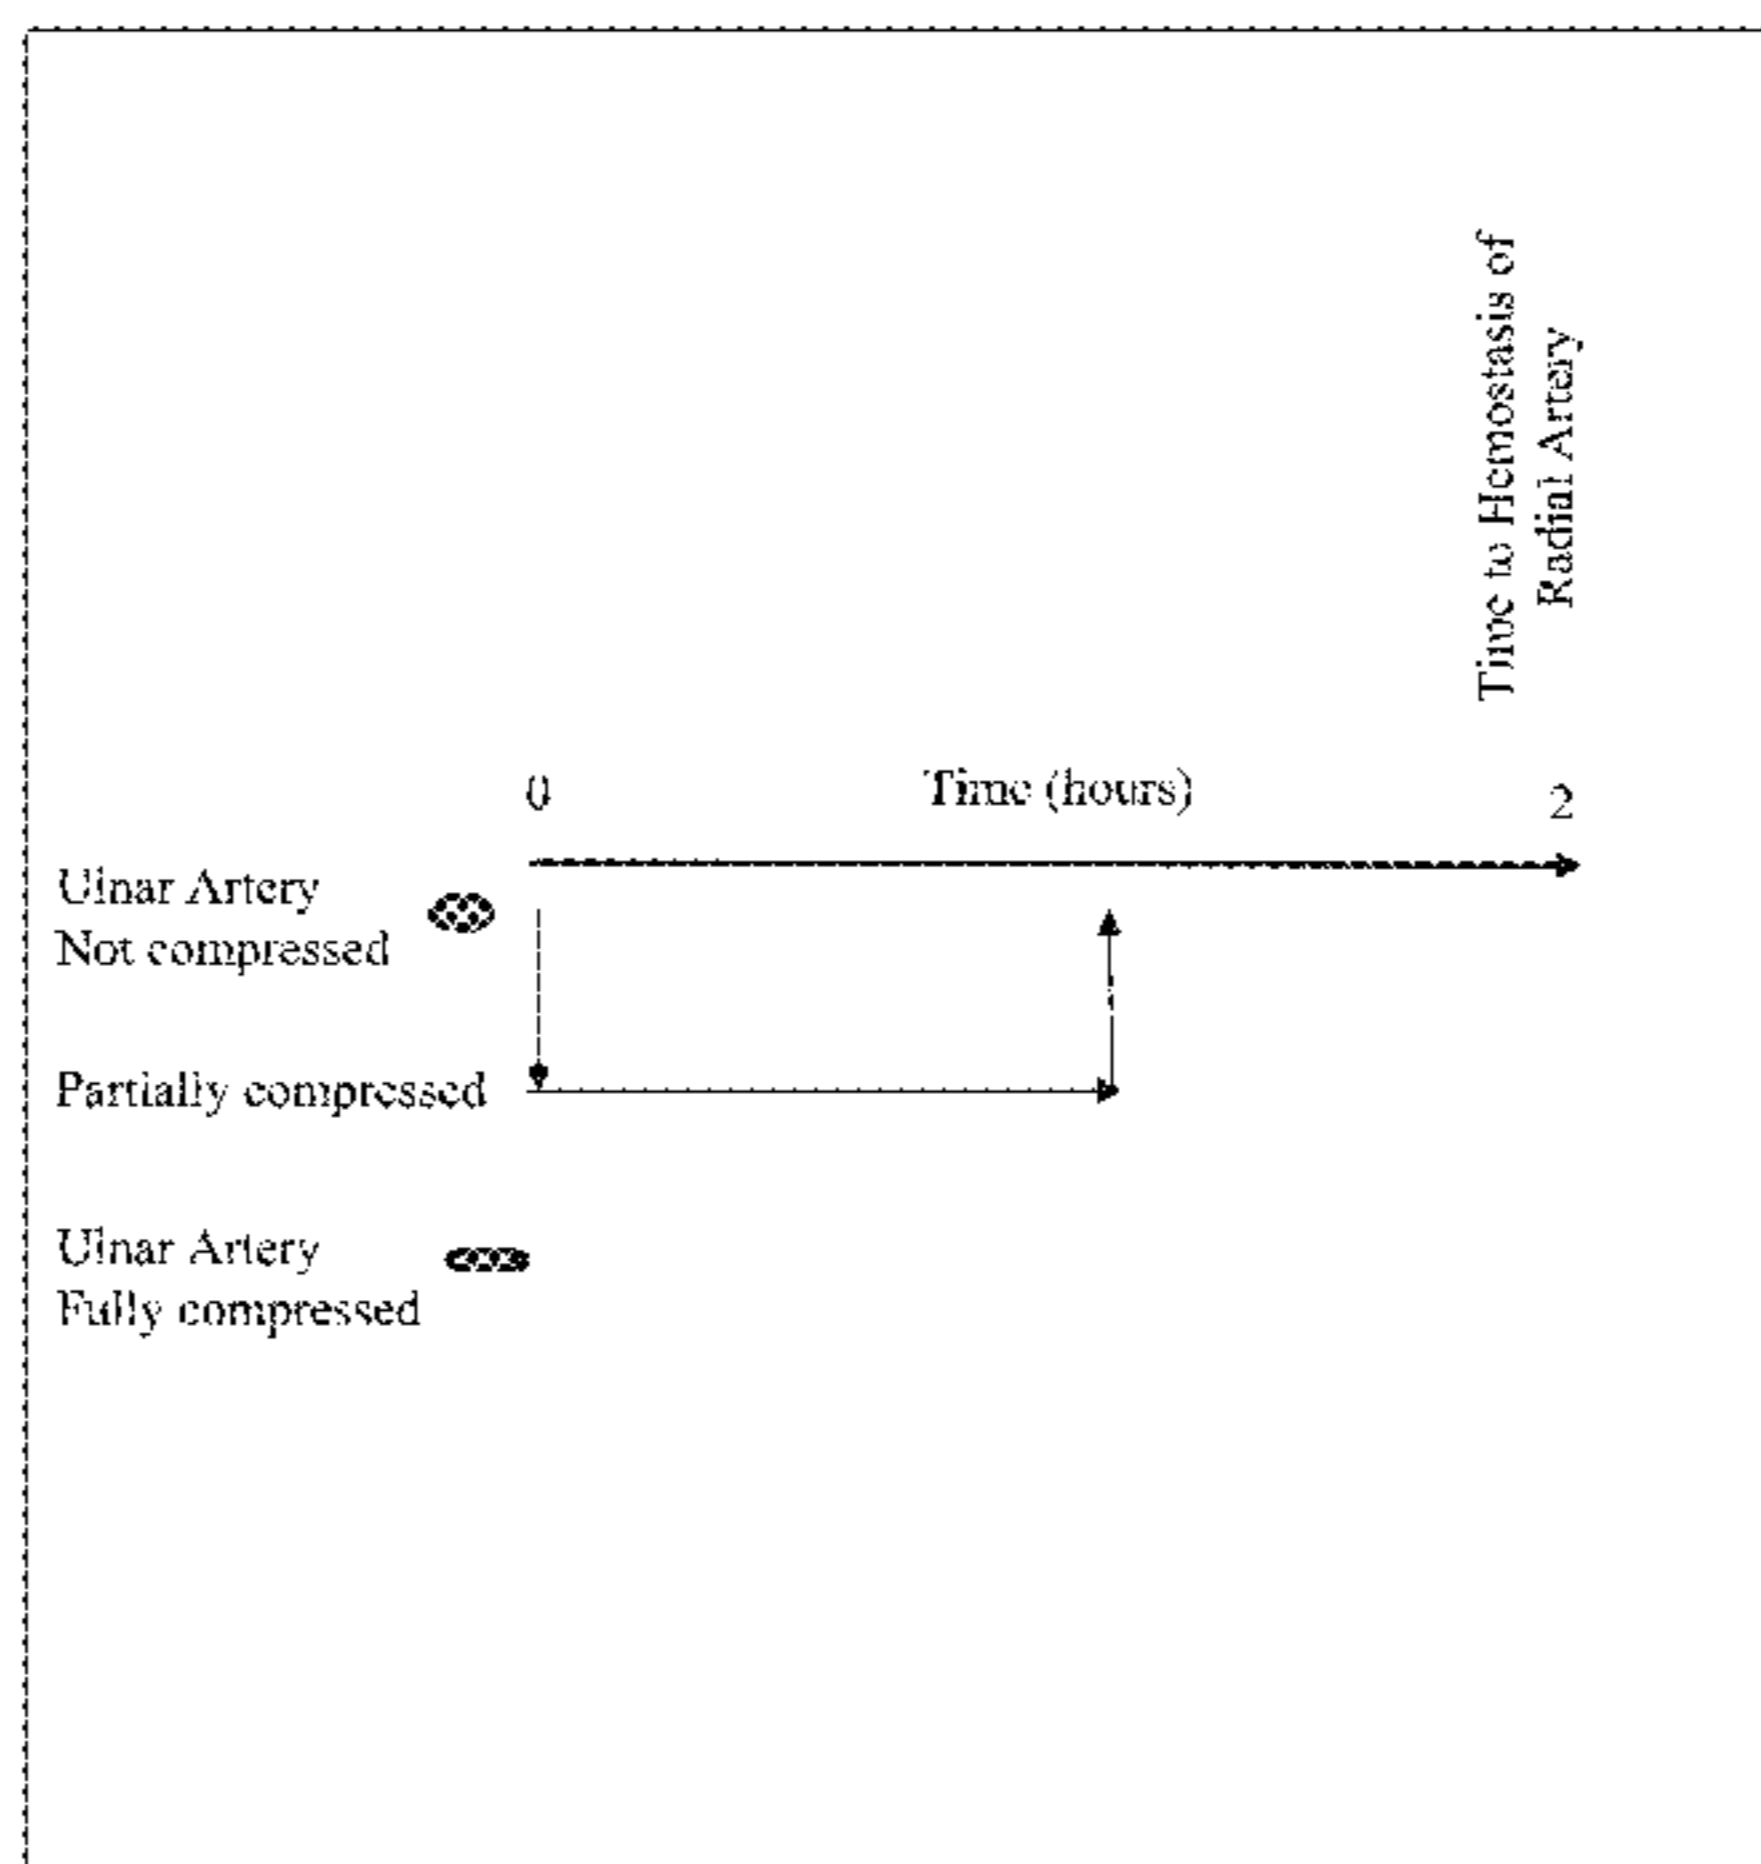 Time to Hemostasis of
Radial Artery
0 Time (hours) 2
Ulnar Artery
Not compressed
Partially compressed
Ulnar Artery
Fully compressed